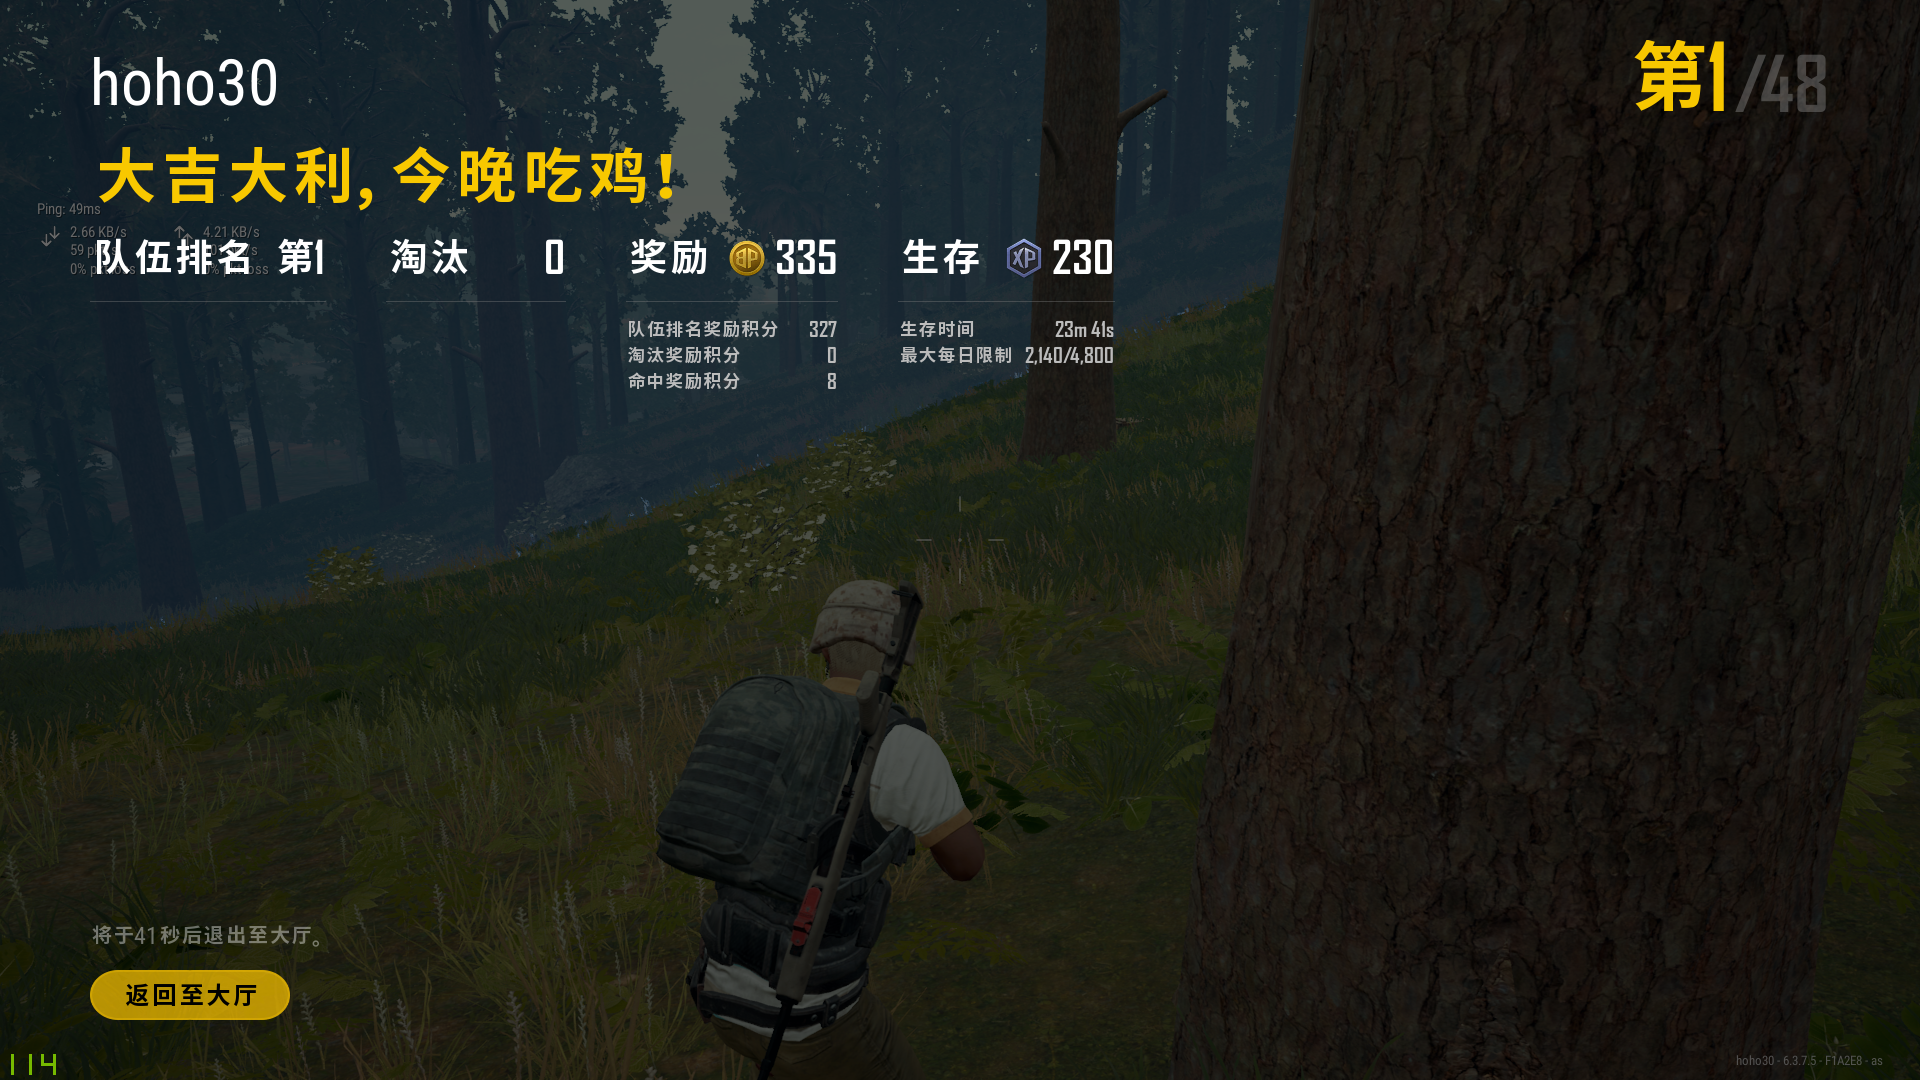 hoho30
第1/48
大吉大利, 今晚吃鸡!
Ping: 49ms
2.66 KB/s 4.21 KB/s
队伍排名 第1 淘汰 0 奖励 BP 335 生存 XP 230
队伍排名奖励积分 327 生存时间 23m 41s
淘汰奖励积分 0 最大每日限制 2,140/4,800
命中奖励积分 8
将于41秒后退出至大厅。
返回至大厅
114
hoho30 - 6.3.7.5 - F1A2E8 - as